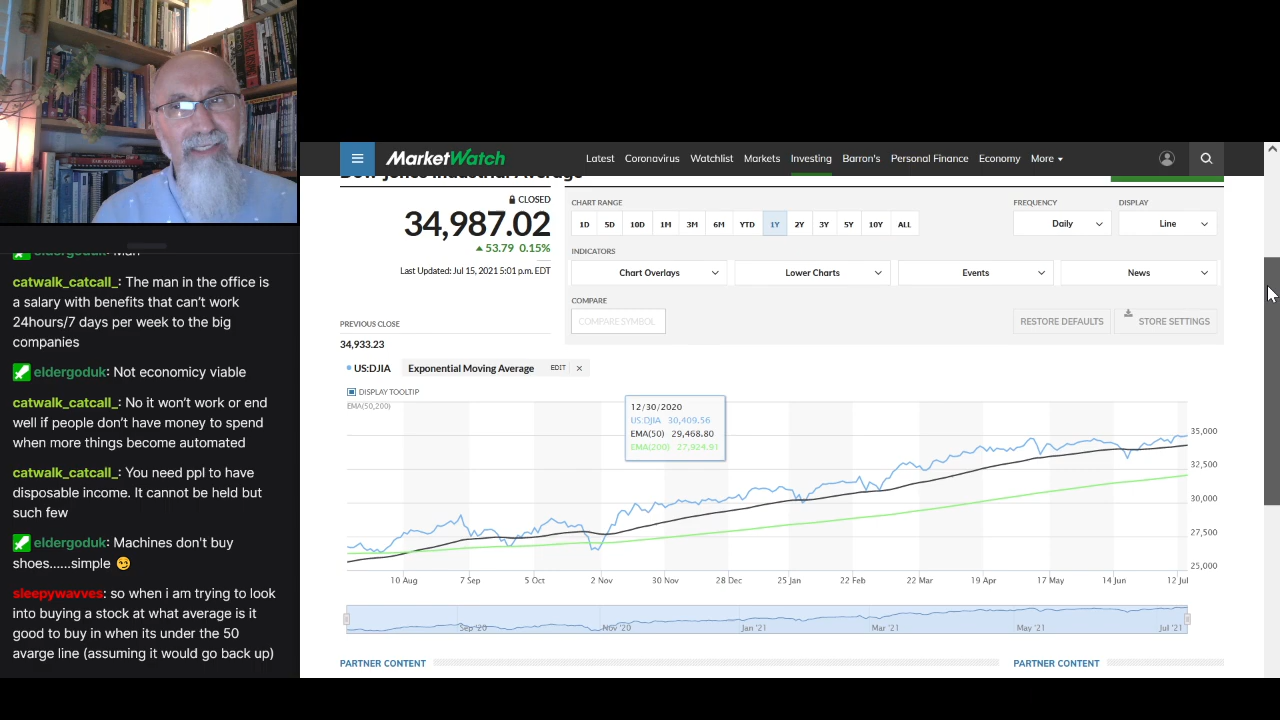 eldergoduk: Man
catwalk_catcall_: The man in the office is
a salary with benefits that can't work
24hours/7 days per week to the big
companies
eldergoduk: Not economicy viable
catwalk_catcall_: No it won't work or end
well if people don't have money to spend
when more things become automated
catwalk_catcall_: You need ppl to have
disposable income. It cannot be held but
such few
eldergoduk: Machines don't buy
shoes......simple 😏
sleepywavves: so when i am trying to look
into buying a stock at what average is it
good to buy in when its under the 50
avarge line (assuming it would go back up)
MarketWatch
Latest Coronavirus Watchlist Markets Investing Barron's Personal Finance Economy More
Dow Jones Industrial Average
CLOSED
34,987.02
53.79 0.15%
Last Updated: Jul 15, 2021 5:01 p.m. EDT
PREVIOUS CLOSE
34,933.23
CHART RANGE
1D 5D 10D 1M 3M 6M YTD 1Y 2Y 3Y 5Y 10Y ALL
FREQUENCY
Daily
DISPLAY
Line
INDICATORS
Chart Overlays
Lower Charts
Events
News
COMPARE
COMPARE SYMBOL
RESTORE DEFAULTS
STORE SETTINGS
US:DJIA Exponential Moving Average EDIT ×
DISPLAY TOOLTIP
EMA(50,200)
12/30/2020
US:DJIA 30,409.56
EMA(50) 29,468.80
EMA(200) 27,924.91
35,000
32,500
30,000
27,500
25,000
10 Aug 7 Sep 5 Oct 2 Nov 30 Nov 28 Dec 25 Jan 22 Feb 22 Mar 19 Apr 17 May 14 Jun 12 Jul
Sep '20 Nov '20 Jan '21 Mar '21 May '21 Jul '21
PARTNER CONTENT
PARTNER CONTENT